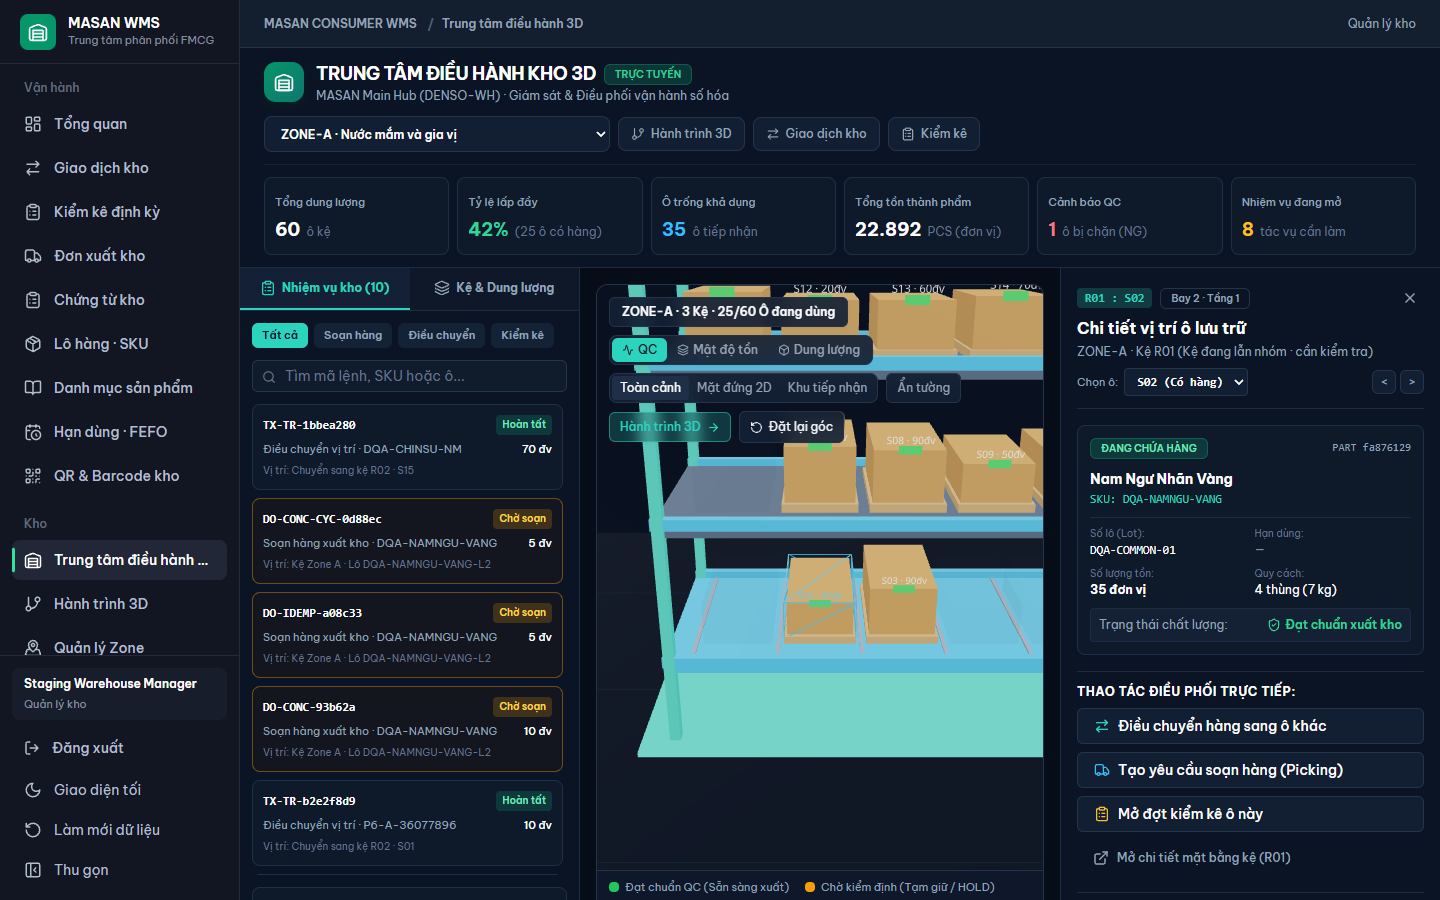 MASAN WMS
Trung tâm phân phối FMCG
Vận hành
Tổng quan
Giao dịch kho
Kiểm kê định kỳ
Đơn xuất kho
Chứng từ kho
Lô hàng · SKU
Danh mục sản phẩm
Hạn dùng · FEFO
QR & Barcode kho
Kho
Trung tâm điều hành ...
Hành trình 3D
Quản lý Zone
Staging Warehouse Manager
Quản lý kho
Đăng xuất
Giao diện tối
Làm mới dữ liệu
Thu gọn
MASAN CONSUMER WMS / Trung tâm điều hành 3D
Quản lý kho
TRUNG TÂM ĐIỀU HÀNH KHO 3D TRỰC TUYẾN
MASAN Main Hub (DENSO-WH) · Giám sát & Điều phối vận hành số hóa
ZONE-A · Nước mắm và gia vị
Hành trình 3D
Giao dịch kho
Kiểm kê
Tổng dung lượng
60 ô kệ
Tỷ lệ lấp đầy
42% (25 ô có hàng)
Ô trống khả dụng
35 ô tiếp nhận
Tổng tồn thành phẩm
22.892 PCS (đơn vị)
Cảnh báo QC
1 ô bị chặn (NG)
Nhiệm vụ đang mở
8 tác vụ cần làm
Nhiệm vụ kho (10)
Kệ & Dung lượng
Tất cả
Soạn hàng
Điều chuyển
Kiểm kê
Tìm mã lệnh, SKU hoặc ô...
TX-TR-1bbea280 Hoàn tất
Điều chuyển vị trí · DQA-CHINSU-NM 70 đv
Vị trí: Chuyển sang kệ R02 · S15
DO-CONC-CYC-0d88ec Chờ soạn
Soạn hàng xuất kho · DQA-NAMNGU-VANG 5 đv
Vị trí: Kệ Zone A · Lô DQA-NAMNGU-VANG-L2
DO-IDEMP-a08c33 Chờ soạn
Soạn hàng xuất kho · DQA-NAMNGU-VANG 5 đv
Vị trí: Kệ Zone A · Lô DQA-NAMNGU-VANG-L2
DO-CONC-93b62a Chờ soạn
Soạn hàng xuất kho · DQA-NAMNGU-VANG 10 đv
Vị trí: Kệ Zone A · Lô DQA-NAMNGU-VANG-L2
TX-TR-b2e2f8d9 Hoàn tất
Điều chuyển vị trí · P6-A-36077896 10 đv
Vị trí: Chuyển sang kệ R02 · S01
S12 · 20đv
S13 · 60đv
ZONE-A · 3 Kệ · 25/60 Ô đang dùng
QC
Mật độ tồn
Dung lượng
Toàn cảnh
Mặt đứng 2D
Khu tiếp nhận
Ẩn tường
Hành trình 3D →
Đặt lại góc
S08 · 90đv
S09 · 50đv
S03 · 90đv
Đạt chuẩn QC (Sẵn sàng xuất)
Chờ kiểm định (Tạm giữ / HOLD)
R01 : S02
Bay 2 · Tầng 1
Chi tiết vị trí ô lưu trữ
ZONE-A · Kệ R01 (Kệ đang lẫn nhóm · cần kiểm tra)
Chọn ô: S02 (Có hàng) < >
ĐANG CHỨA HÀNG
PART fa876129
Nam Ngư Nhãn Vàng
SKU: DQA-NAMNGU-VANG
Số lô (Lot): Hạn dùng:
DQA-COMMON-01 —
Số lượng tồn: Quy cách:
35 đơn vị 4 thùng (7 kg)
Trạng thái chất lượng: Đạt chuẩn xuất kho
THAO TÁC ĐIỀU PHỐI TRỰC TIẾP:
Điều chuyển hàng sang ô khác
Tạo yêu cầu soạn hàng (Picking)
Mở đợt kiểm kê ô này
Mở chi tiết mặt bằng kệ (R01)